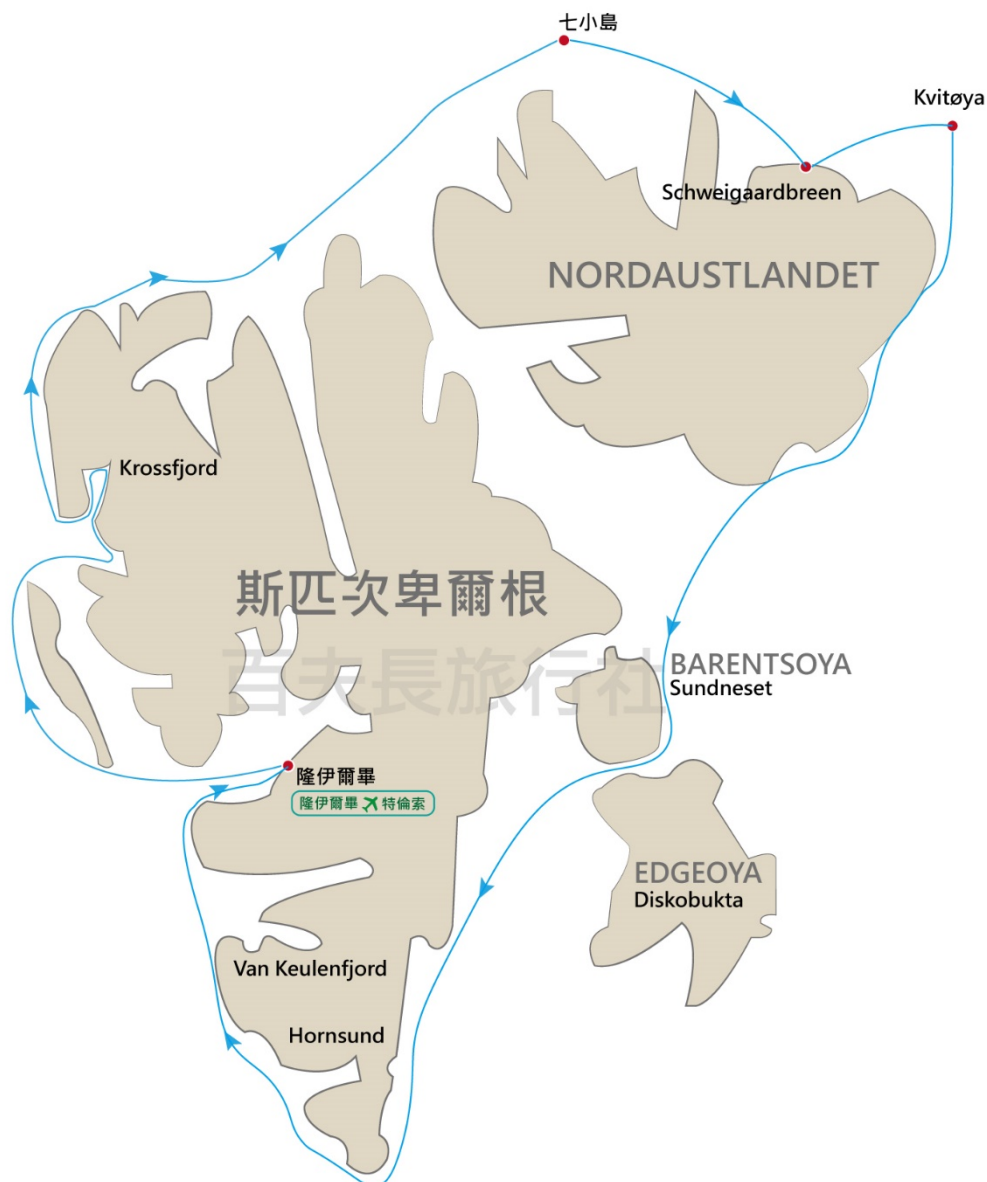 七小島
Kvitøya
Schweigaardbreen
NORDAUSTLANDET
Krossfjord
斯匹次卑爾根
百夫長旅行社
BARENTSOYA
Sundneset
隆伊爾畢
隆伊爾畢 特倫索
EDGEOYA
Diskobukta
Van Keulenfjord
Hornsund